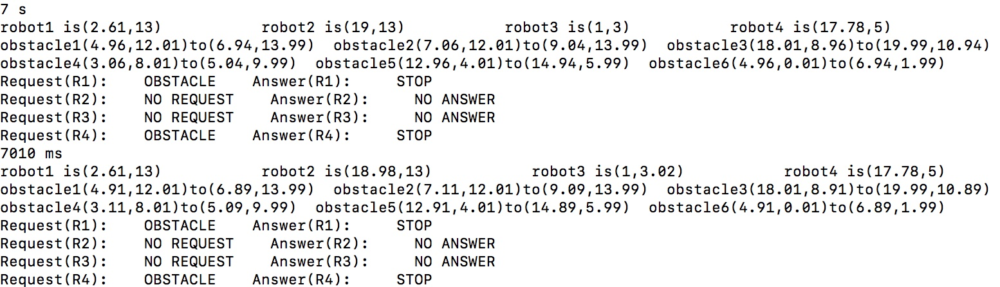 7 s
robot1 is(2.61,13) robot2 is(19,13) robot3 is(1,3) robot4 is(17.78,5)
obstacle1(4.96,12.01)to(6.94,13.99) obstacle2(7.06,12.01)to(9.04,13.99) obstacle3(18.01,8.96)to(19.99,10.94)
obstacle4(3.06,8.01)to(5.04,9.99) obstacle5(12.96,4.01)to(14.94,5.99) obstacle6(4.96,0.01)to(6.94,1.99)
Request(R1): OBSTACLE Answer(R1): STOP
Request(R2): NO REQUEST Answer(R2): NO ANSWER
Request(R3): NO REQUEST Answer(R3): NO ANSWER
Request(R4): OBSTACLE Answer(R4): STOP
7010 ms
robot1 is(2.61,13) robot2 is(18.98,13) robot3 is(1,3.02) robot4 is(17.78,5)
obstacle1(4.91,12.01)to(6.89,13.99) obstacle2(7.11,12.01)to(9.09,13.99) obstacle3(18.01,8.91)to(19.99,10.89)
obstacle4(3.11,8.01)to(5.09,9.99) obstacle5(12.91,4.01)to(14.89,5.99) obstacle6(4.91,0.01)to(6.89,1.99)
Request(R1): OBSTACLE Answer(R1): STOP
Request(R2): NO REQUEST Answer(R2): NO ANSWER
Request(R3): NO REQUEST Answer(R3): NO ANSWER
Request(R4): OBSTACLE Answer(R4): STOP